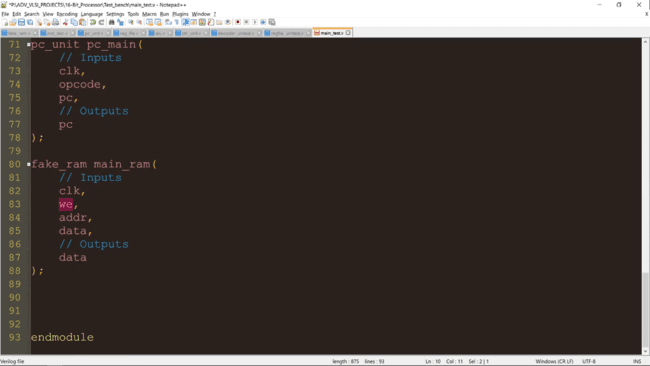 *F:\ADV_VLSI_PROJECTS\16-Bit_Processor\Test_bench\main_test.v - Notepad++
File Edit Search View Encoding Language Settings Tools Macro Run Plugins Window ?
main_test.v
71 pc_unit pc_main(
72 // Inputs
73 clk,
74 opcode,
75 pc,
76 // Outputs
77 pc
78 );
79
80 fake_ram main_ram(
81 // Inputs
82 clk,
83 we,
84 addr,
85 data,
86 // Outputs
87 data
88 );
89
90
91
92
93 endmodule
Verilog file length : 875 lines : 93 Ln : 10 Col : 11 Sel : 2 | 1 Windows (CR LF) UTF-8 INS